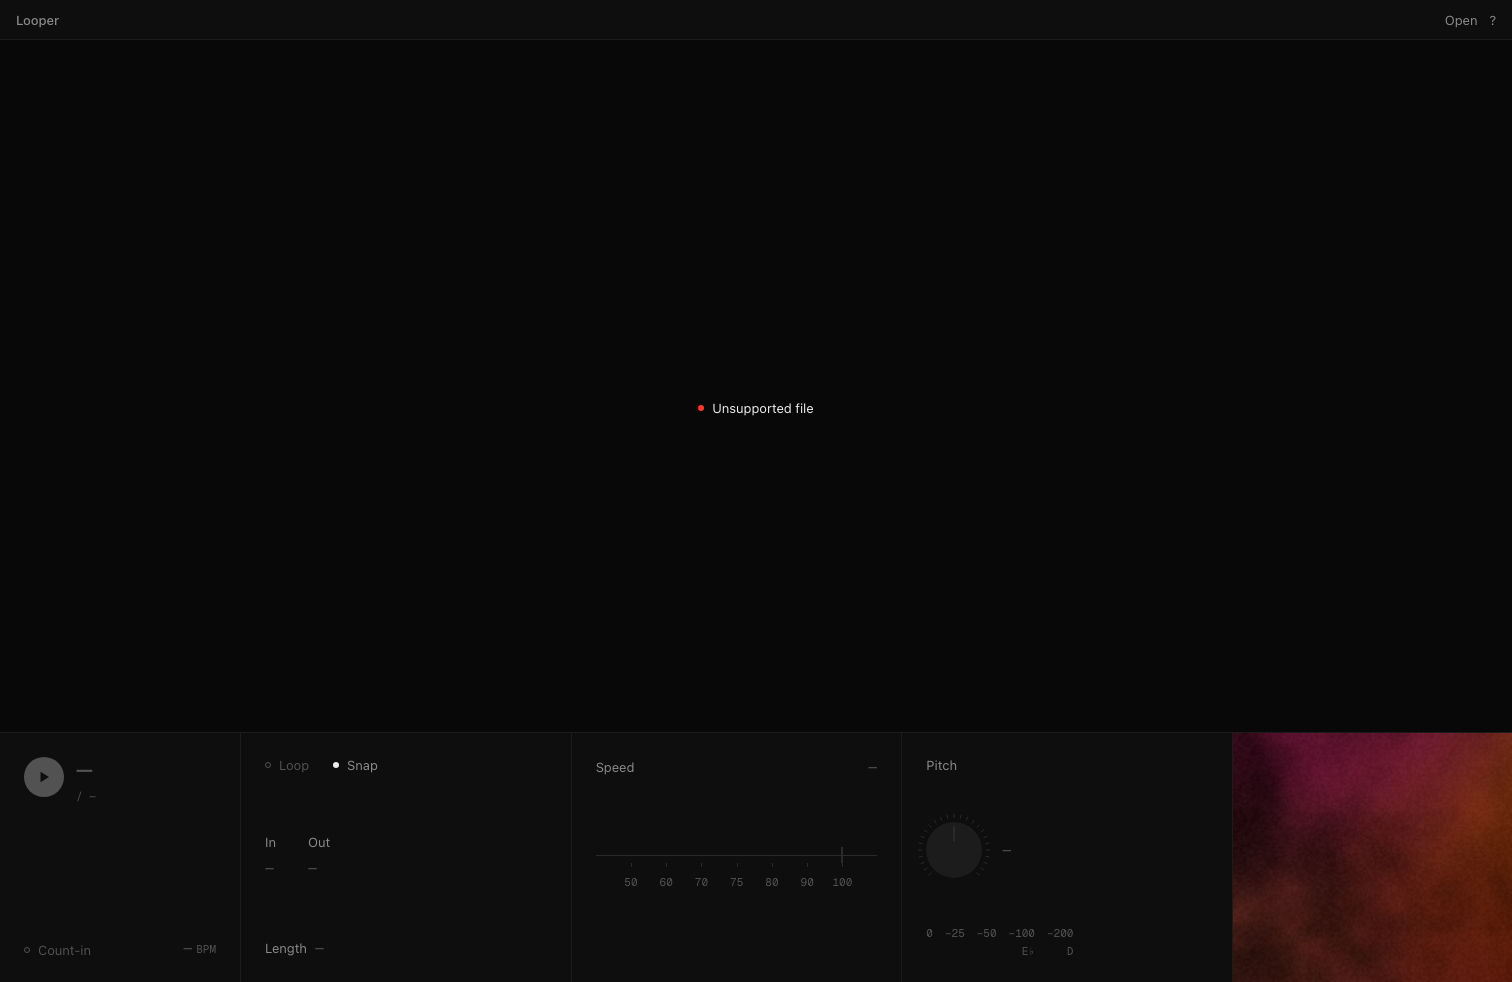 Looper
Open ?
Unsupported file
—
/ –
Loop Snap
Speed —
Pitch
In Out
— —
—
50 60 70 75 80 90 100
0 −25 −50 −100 −200
E♭ D
Count-in — BPM
Length —